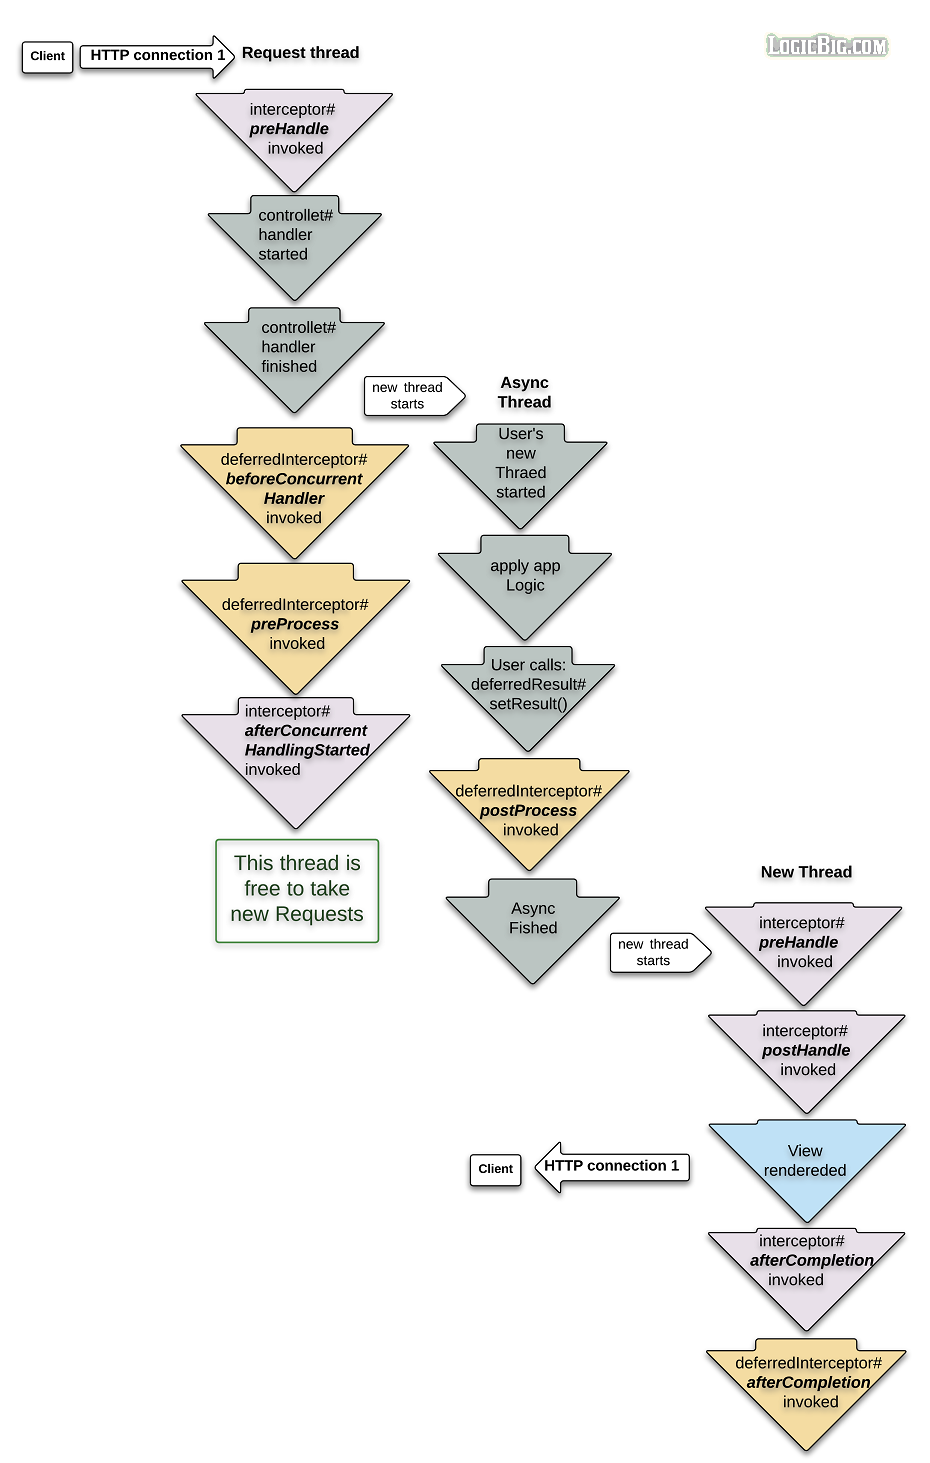 Client
HTTP connection 1
Request thread
LogicBig.com
interceptor#
preHandle
invoked
controllet#
handler
started
controllet#
handler
finished
new thread
starts
Async
Thread
User's
new
Thraed
started
deferredInterceptor#
beforeConcurrent
Handler
invoked
apply app
Logic
deferredInterceptor#
preProcess
invoked
User calls:
deferredResult#
setResult()
interceptor#
afterConcurrent
HandlingStarted
invoked
deferredInterceptor#
postProcess
invoked
This thread is
free to take
new Requests
Async
Fished
new thread
starts
New Thread
interceptor#
preHandle
invoked
interceptor#
postHandle
invoked
View
rendereded
Client
HTTP connection 1
interceptor#
afterCompletion
invoked
deferredInterceptor#
afterCompletion
invoked